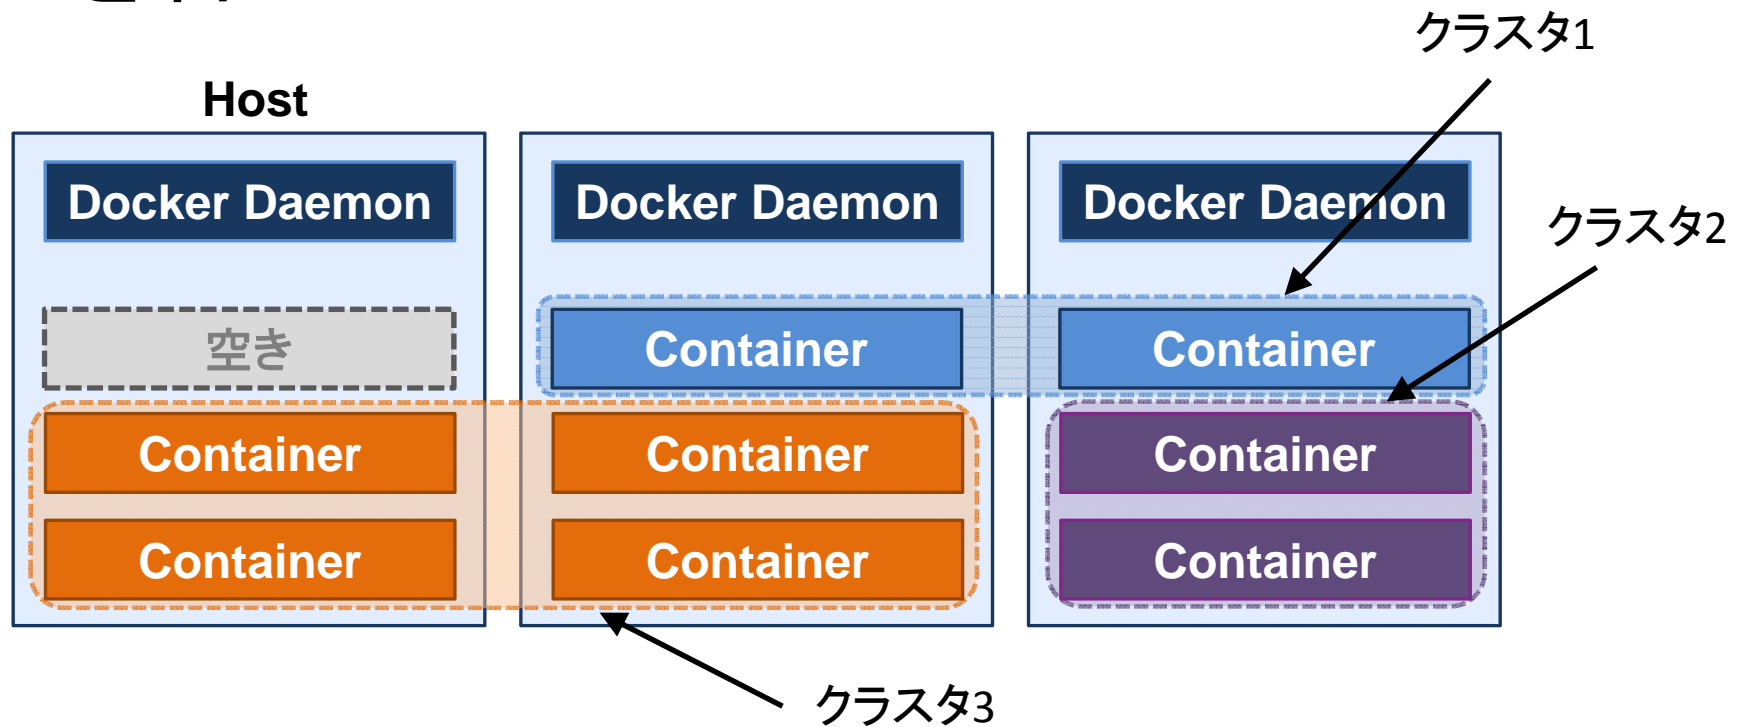 クラスタ1
Host
Docker Daemon
Docker Daemon
Docker Daemon
クラスタ2
空き
Container
Container
Container
Container
Container
Container
Container
Container
クラスタ3